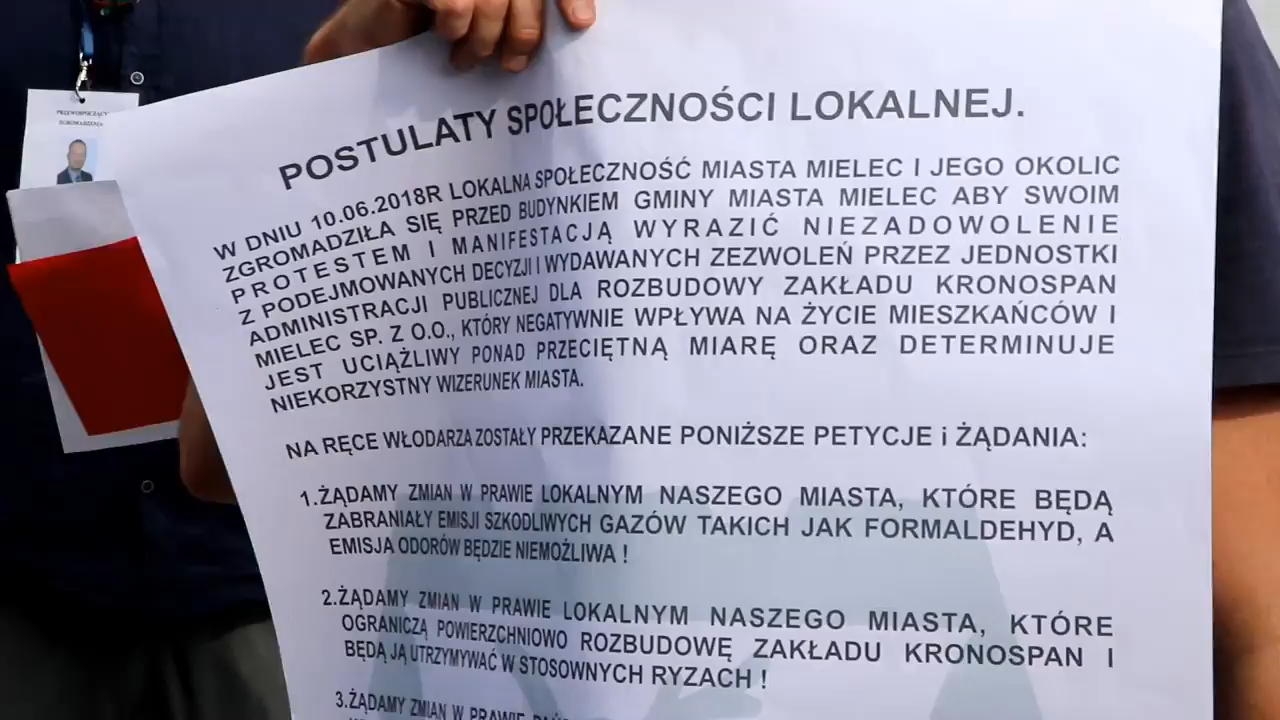 PRZEWODNICZĄCY
ZGROMADZENIA
POSTULATY SPOŁECZNOŚCI LOKALNEJ.
W DNIU 10.06.2018R LOKALNA SPOŁECZNOŚĆ MIASTA MIELEC I JEGO OKOLIC
ZGROMADZIŁA SIĘ PRZED BUDYNKIEM GMINY MIASTA MIELEC ABY SWOIM
PROTESTEM I MANIFESTACJĄ WYRAZIĆ NIEZADOWOLENIE
Z PODEJMOWANYCH DECYZJI I WYDAWANYCH ZEZWOLEŃ PRZEZ JEDNOSTKI
ADMINISTRACJI PUBLICZNEJ DLA ROZBUDOWY ZAKŁADU KRONOSPAN
MIELEC SP. Z O.O., KTÓRY NEGATYWNIE WPŁYWA NA ŻYCIE MIESZKAŃCÓW I
JEST UCIĄŻLIWY PONAD PRZECIĘTNĄ MIARĘ ORAZ DETERMINUJE
NIEKORZYSTNY WIZERUNEK MIASTA.
NA RĘCE WŁODARZA ZOSTAŁY PRZEKAZANE PONIŻSZE PETYCJE i ŻĄDANIA:
1.ŻĄDAMY ZMIAN W PRAWIE LOKALNYM NASZEGO MIASTA, KTÓRE BĘDĄ
ZABRANIAŁY EMISJI SZKODLIWYCH GAZÓW TAKICH JAK FORMALDEHYD, A
EMISJA ODORÓW BĘDZIE NIEMOŻLIWA !
2.ŻĄDAMY ZMIAN W PRAWIE LOKALNYM NASZEGO MIASTA, KTÓRE
OGRANICZĄ POWIERZCHNIOWO ROZBUDOWĘ ZAKŁADU KRONOSPAN I
BĘDĄ JĄ UTRZYMYWAĆ W STOSOWNYCH RYZACH !
3.ŻĄDAMY ZMIAN W PRAWIE